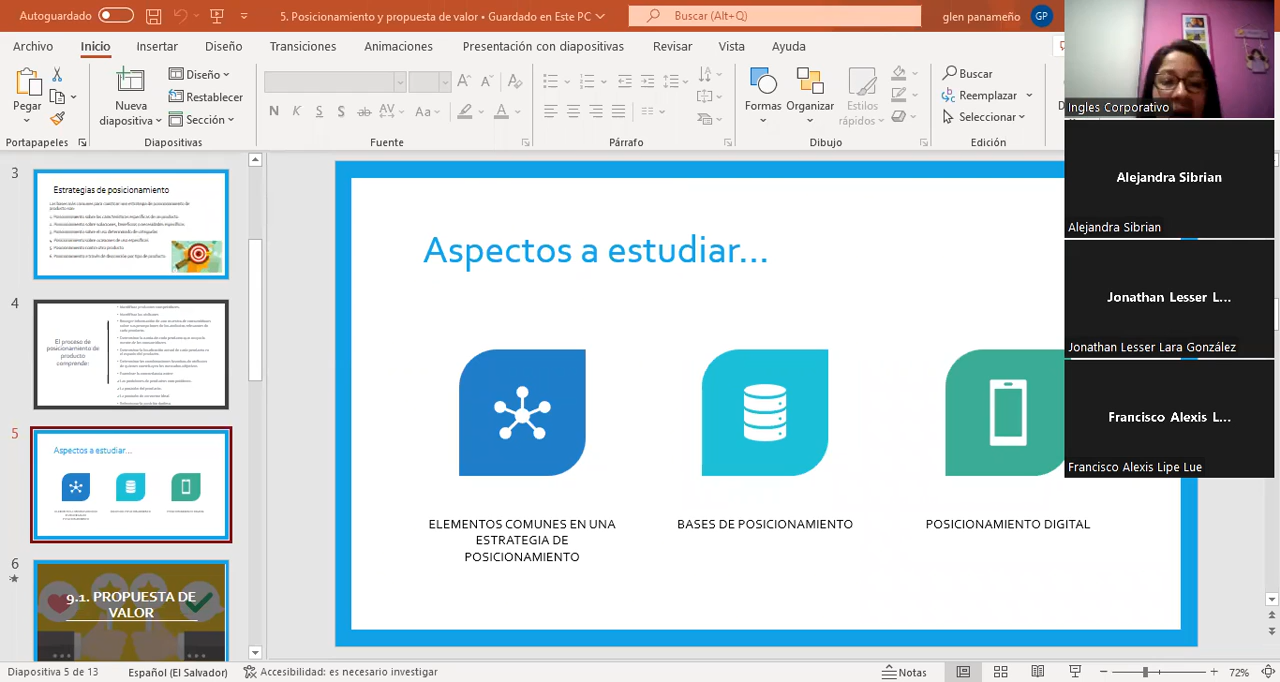 Autoguardado
5. Posicionamiento y propuesta de valor • Guardado en Este PC
Buscar (Alt+Q)
glen panameño
GP
Archivo
Inicio
Insertar
Diseño
Transiciones
Animaciones
Presentación con diapositivas
Revisar
Vista
Ayuda
Pegar
Nueva
diapositiva
Diseño
Restablecer
Sección
N
K
S
S
ab
AV
Aa
A
Formas
Organizar
Estilos
rápidos
Buscar
Reemplazar
Seleccionar
Portapapeles
Diapositivas
Fuente
Párrafo
Dibujo
Edición
Ingles Corporativo
Alejandra Sibrian
Alejandra Sibrian
Jonathan Lesser L...
Jonathan Lesser Lara González
Francisco Alexis L...
Francisco Alexis Lipe Lue
3
Estrategias de posicionamiento
4
El proceso de
posicionamiento de
producto
comprende:
5
Aspectos a estudiar...
6
9.1. PROPUESTA DE
VALOR
Aspectos a estudiar...
ELEMENTOS COMUNES EN UNA
ESTRATEGIA DE
POSICIONAMIENTO
BASES DE POSICIONAMIENTO
POSICIONAMIENTO DIGITAL
Diapositiva 5 de 13
Español (El Salvador)
Accesibilidad: es necesario investigar
Notas
72%